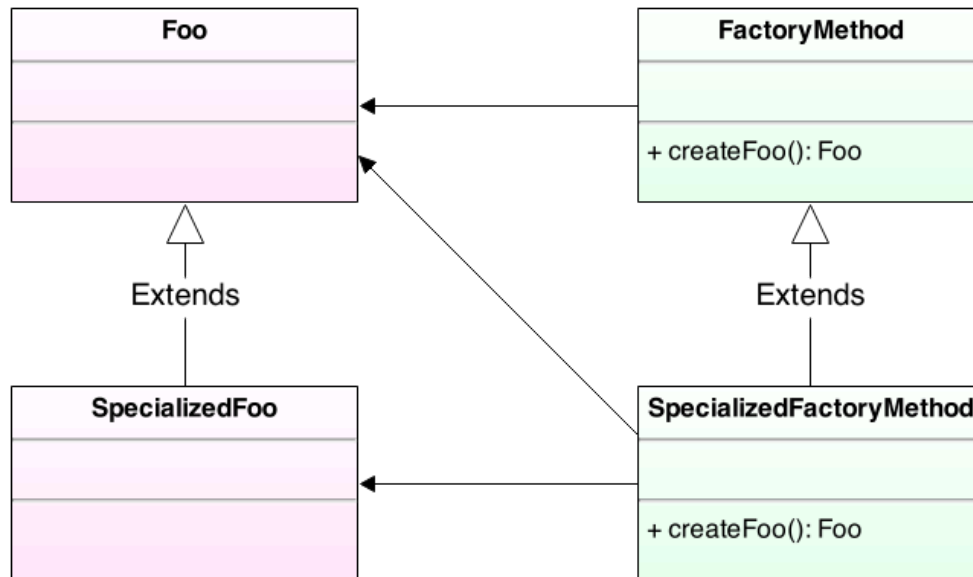 Foo
FactoryMethod
+ createFoo(): Foo
Extends
Extends
SpecializedFoo
SpecializedFactoryMethod
+ createFoo(): Foo